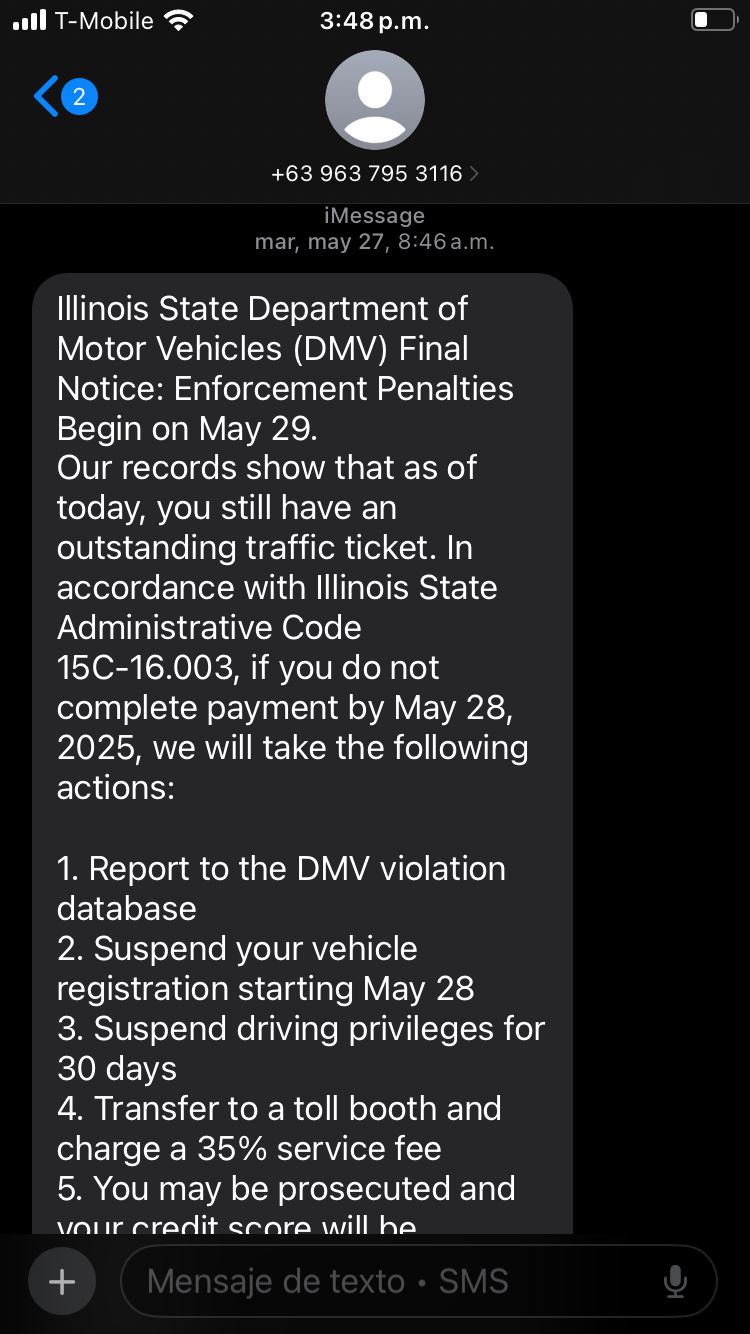 T-Mobile 3:48 p.m.
2
+63 963 795 3116
iMessage
mar, may 27, 8:46 a.m.
Illinois State Department of
Motor Vehicles (DMV) Final
Notice: Enforcement Penalties
Begin on May 29.
Our records show that as of
today, you still have an
outstanding traffic ticket. In
accordance with Illinois State
Administrative Code
15C-16.003, if you do not
complete payment by May 28,
2025, we will take the following
actions:
1. Report to the DMV violation
database
2. Suspend your vehicle
registration starting May 28
3. Suspend driving privileges for
30 days
4. Transfer to a toll booth and
charge a 35% service fee
5. You may be prosecuted and
your credit score will be
Mensaje de texto • SMS